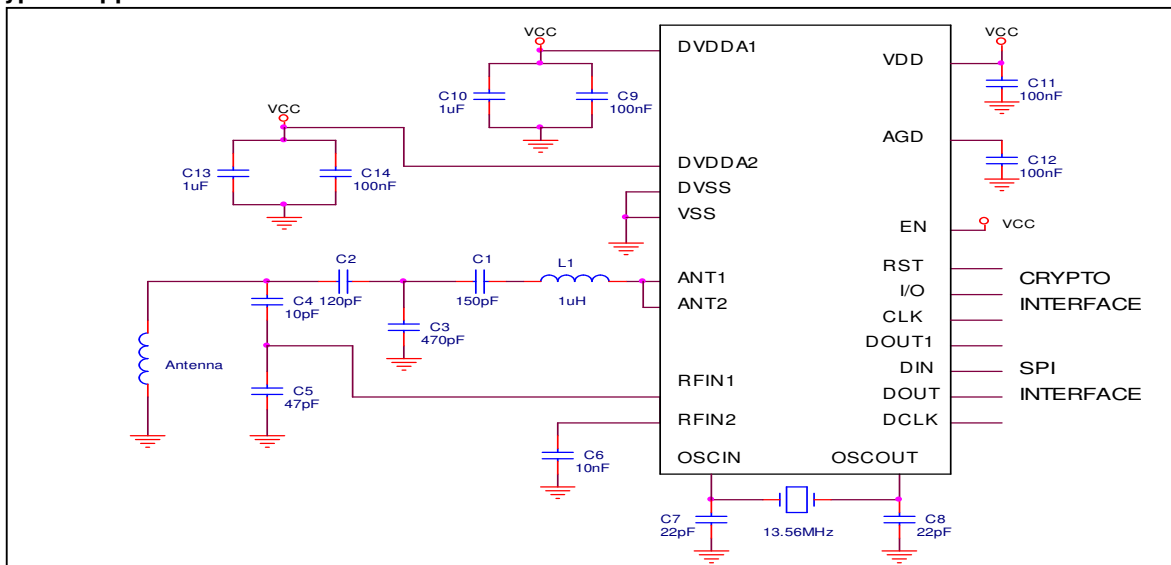 VCC
DVDDA1
C10
1uF
C9
100nF
VCC
VDD
C11
100nF
VCC
C13
1uF
C14
100nF
DVDDA2
DVSS
VSS
AGD
C12
100nF
EN
VCC
C2
120pF
C1
150pF
L1
1uH
ANT1
ANT2
C4
10pF
C3
470pF
RST
I/O
CLK
DOUT1
DIN
DOUT
DCLK
CRYPTO
INTERFACE
SPI
INTERFACE
Antenna
C5
47pF
RFIN1
RFIN2
C6
10nF
OSCIN
OSCOUT
C7
22pF
13.56MHz
C8
22pF